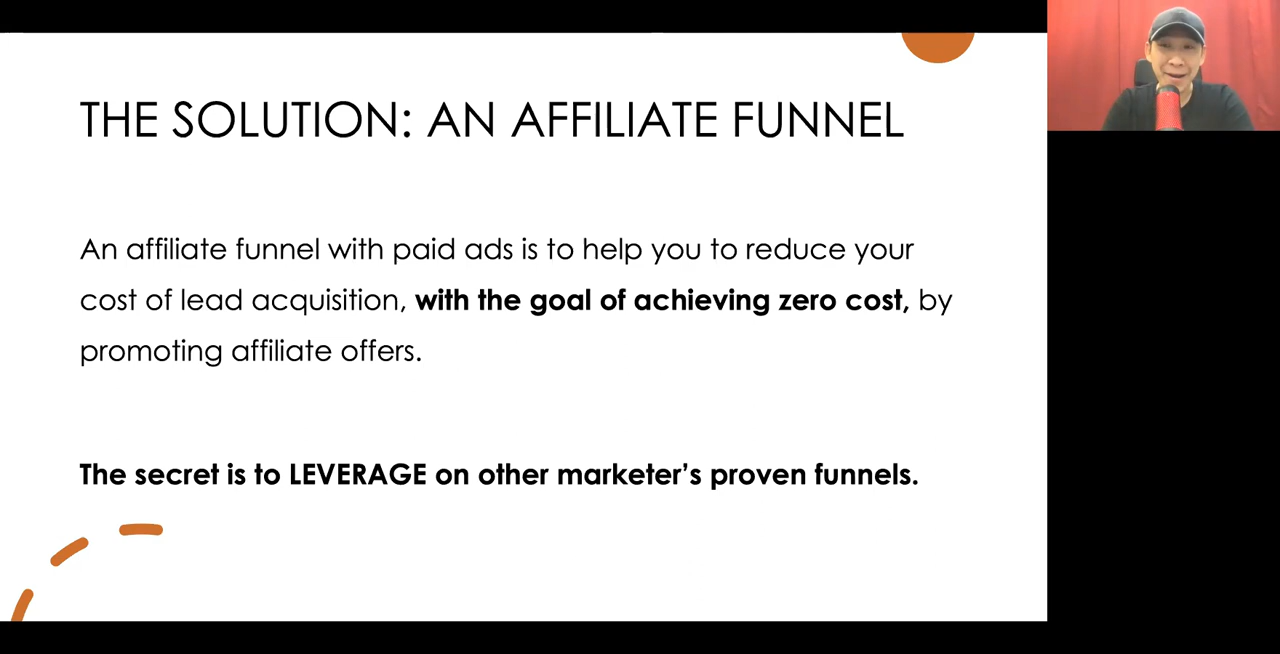 THE SOLUTION: AN AFFILIATE FUNNEL
An affiliate funnel with paid ads is to help you to reduce your
cost of lead acquisition, with the goal of achieving zero cost, by
promoting affiliate offers.
The secret is to LEVERAGE on other marketer’s proven funnels.